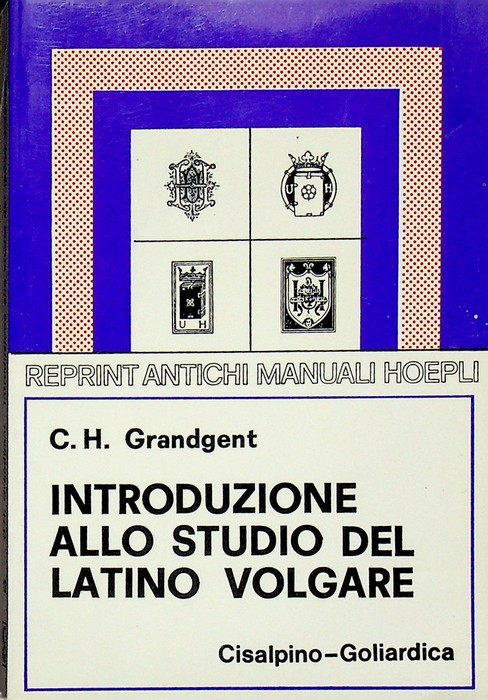 U H
U H
REPRINT ANTICHI MANUALI HOEPLI
C. H. Grandgent
INTRODUZIONE
ALLO STUDIO DEL
LATINO VOLGARE
Cisalpino-Goliardica